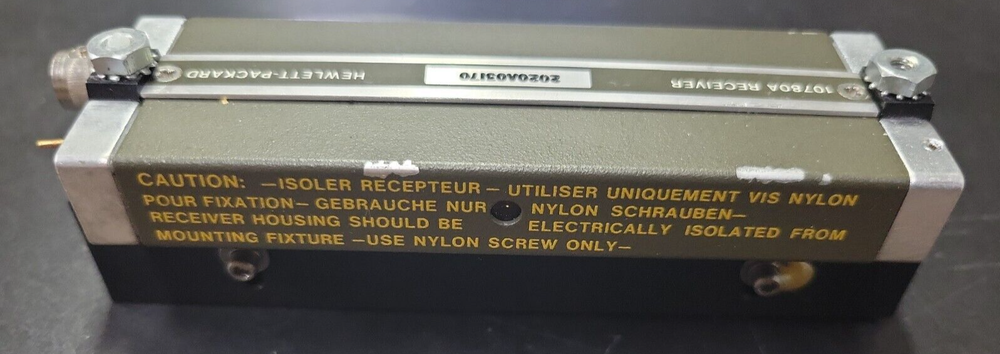 10780A RECEIVER
2020A05170
HEWLETT-PACKARD
CAUTION: —ISOLER RECEPTEUR— UTILISER UNIQUEMENT VIS NYLON
POUR FIXATION— GEBRAUCHE NUR NYLON SCHRAUBEN—
RECEIVER HOUSING SHOULD BE ELECTRICALLY ISOLATED FROM
MOUNTING FIXTURE —USE NYLON SCREW ONLY—